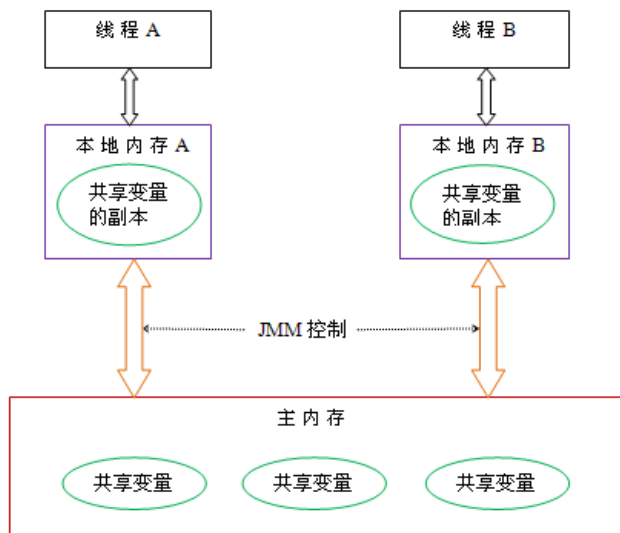 线程 A
线程 B
本地内存 A
本地内存 B
共享变量
的副本
共享变量
的副本
JMM 控制
主内存
共享变量
共享变量
共享变量